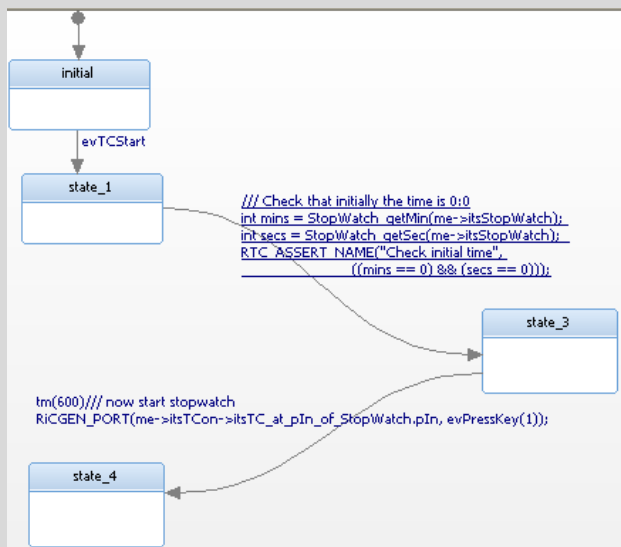 initial
evTCStart
state_1
/// Check that initially the time is 0:0
int mins = StopWatch_getMin(me->itsStopWatch);
int secs = StopWatch_getSec(me->itsStopWatch);
RTC_ASSERT_NAME("Check initial time",
((mins == 0) && (secs == 0)));
state_3
tm(600)/// now start stopwatch
RiCGEN_PORT(me->itsTCon->itsTC_at_pIn_of_StopWatch.pIn, evPressKey(1));
state_4